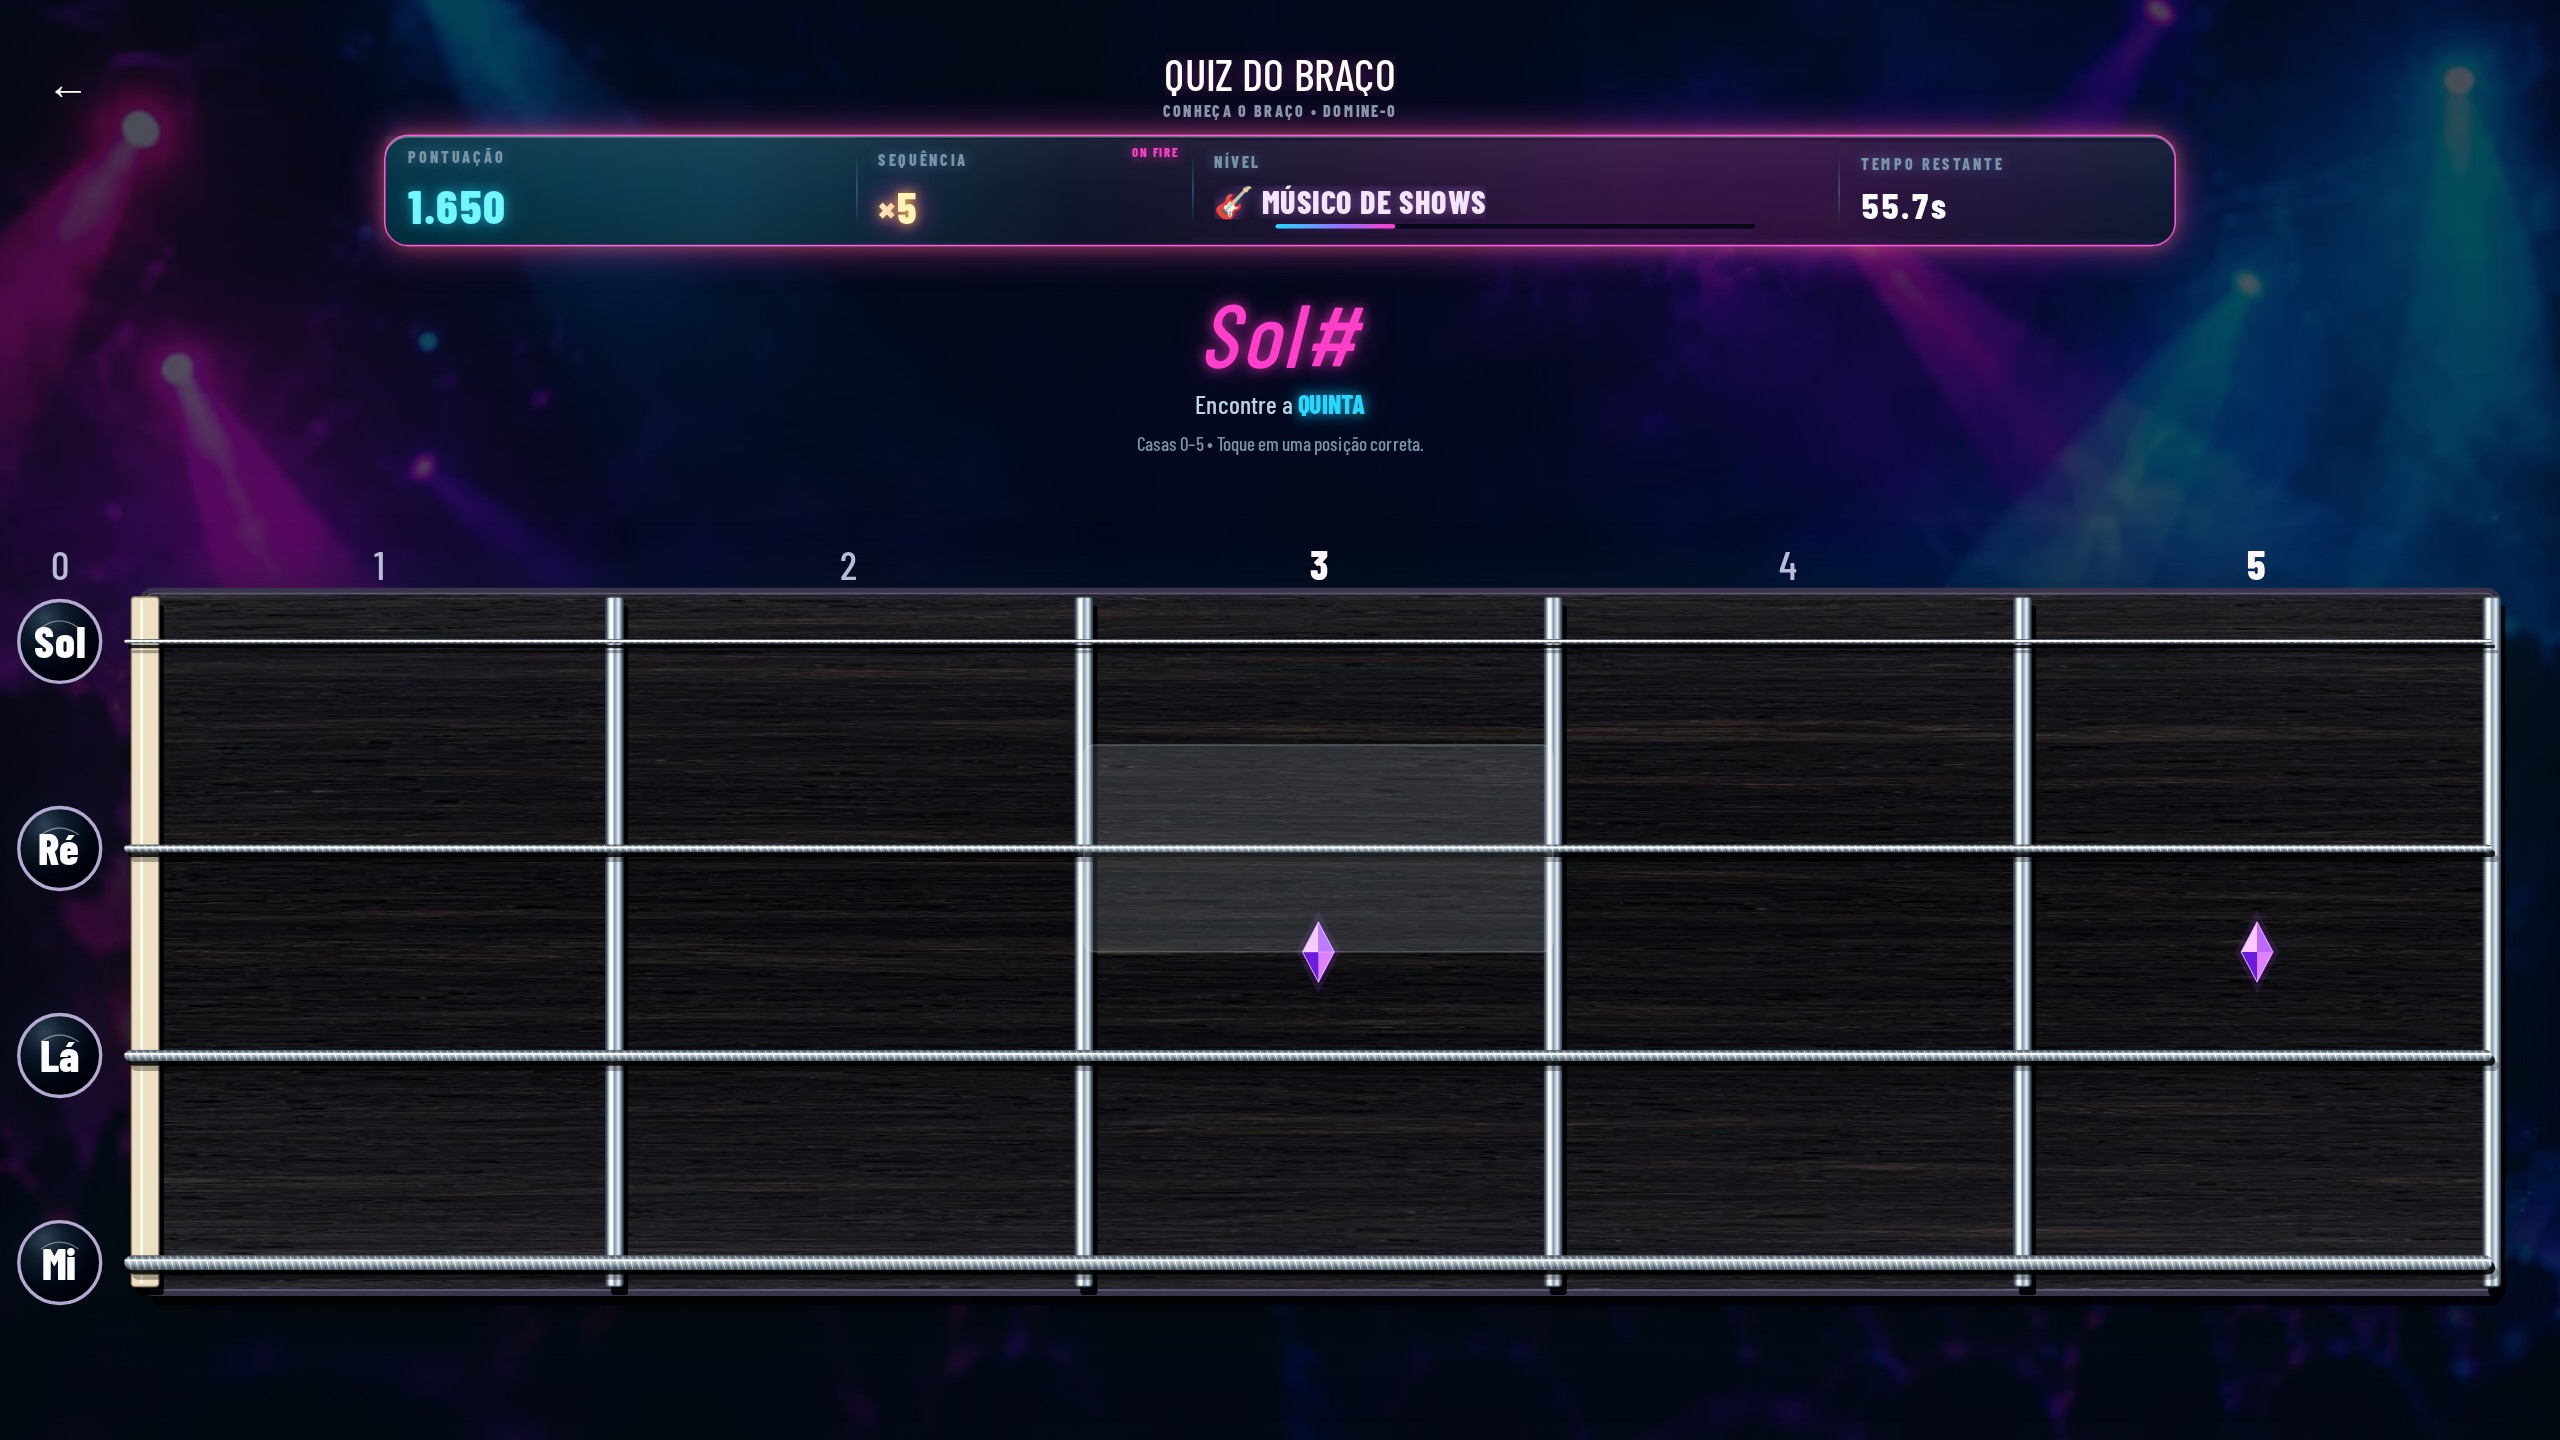 ←
QUIZ DO BRAÇO
CONHEÇA O BRAÇO • DOMINE-O
PONTUAÇÃO
1.650
SEQUÊNCIA
×5
ON FIRE
NÍVEL
MÚSICO DE SHOWS
TEMPO RESTANTE
55.7s
Sol#
Encontre a QUINTA
Casas 0–5 • Toque em uma posição correta.
0 1 2 3 4 5
Sol
Ré
Lá
Mi